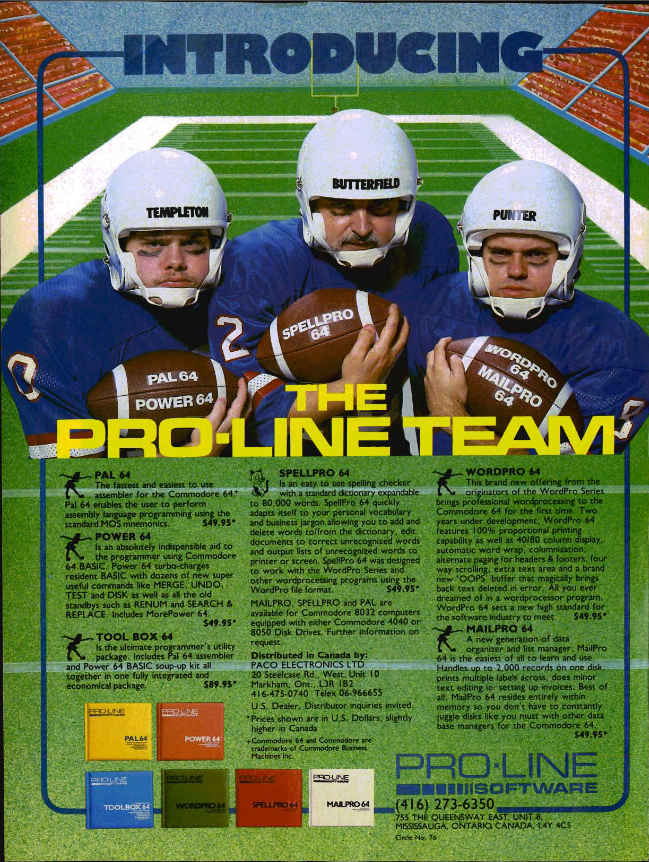 INTRODUCING
TEMPLETON
BUTTERFIELD
PUNTER
0
2
8
PAL 64
POWER 64
SPELLPRO
64
WORDPRO
64
MAILPRO
64
THE
PRO-LINE TEAM
PAL 64
The fastest and easiest to use
assembler for the Commodore 64.+
Pal 64 enables the user to perform
assembly language programming using the
standard MOS mnemonics. $49.95*
POWER 64
Is an absolutely indispensible aid to
the programmer using Commodore
64 BASIC. Power 64 turbo-charges
resident BASIC with dozens of new super
useful commands like MERGE, UNDO,
TEST and DISK as well as all the old
standbys such as RENUM and SEARCH &
REPLACE. Includes MorePower 64.
$49.95*
TOOL BOX 64
Is the ultimate programmer's utility
package. Includes Pal 64 assembler
and Power 64 BASIC soup-up kit all
together in one fully integrated and
economical package. $89.95*
SPELLPRO 64
Is an easy to use spelling checker
with a standard dictionary expandable
to 80,000 words. SpellPro 64 quickly
adapts itself to your personal vocabulary
and business jargon allowing you to add and
delete words to/from the dictionary, edit
documents to correct unrecognized words
and output lists of unrecognized words to
printer or screen. SpellPro 64 was designed
to work with the WordPro Series and
other wordprocessing programs using the
WordPro file format. $49.95*
MAILPRO, SPELLPRO and PAL are
available for Commodore 8032 computers
equipped with either Commodore 4040 or
8050 Disk Drives. Further information on
request.
Distributed in Canada by:
PACO ELECTRONICS LTD.
20 Steelcase Rd., West, Unit 10
Markham, Ont., L3R 1B2
416-475-0740 Telex 06-966655
U.S. Dealer, Distributor inquiries invited.
*Prices shown are in U.S. Dollars, slightly
higher in Canada
+Commodore 64 and Commodore are
trademarks of Commodore Business
Machines Inc.
WORDPRO 64
This brand new offering from the
originators of the WordPro Series
brings professional wordprocessing to the
Commodore 64 for the first time. Two
years under development, WordPro 64
features 100% proportional printing
capability as well as 40/80 column display,
automatic word wrap, columnization,
alternate paging for headers & footers, four
way scrolling, extra text area and a brand
new 'OOPS' buffer that magically brings
back text deleted in error. All you ever
dreamed of in a wordprocessor program,
WordPro 64 sets a new high standard for
the software industry to meet. $49.95*
MAILPRO 64
A new generation of data
organizer and list manager, MailPro
64 is the easiest of all to learn and use.
Handles up to 2,000 records on one disk,
prints multiple labels across, does minor
text editing ie: setting up invoices. Best of
all, MailPro 64 resides entirely within
memory so you don't have to constantly
juggle disks like you must with other data
base managers for the Commodore 64.
$49.95*
PRO-LINE
PAL 64
PRO-LINE
POWER 64
PRO-LINE
TOOLBOX 64
PRO-LINE
WORDPRO 64
PRO-LINE
SPELLPRO 64
PRO-LINE
MAILPRO 64
PRO-LINE
SOFTWARE
(416) 273-6350
755 THE QUEENSWAY EAST, UNIT 8,
MISSISSAUGA, ONTARIO, CANADA, L4Y 4C5
Circle No. 76